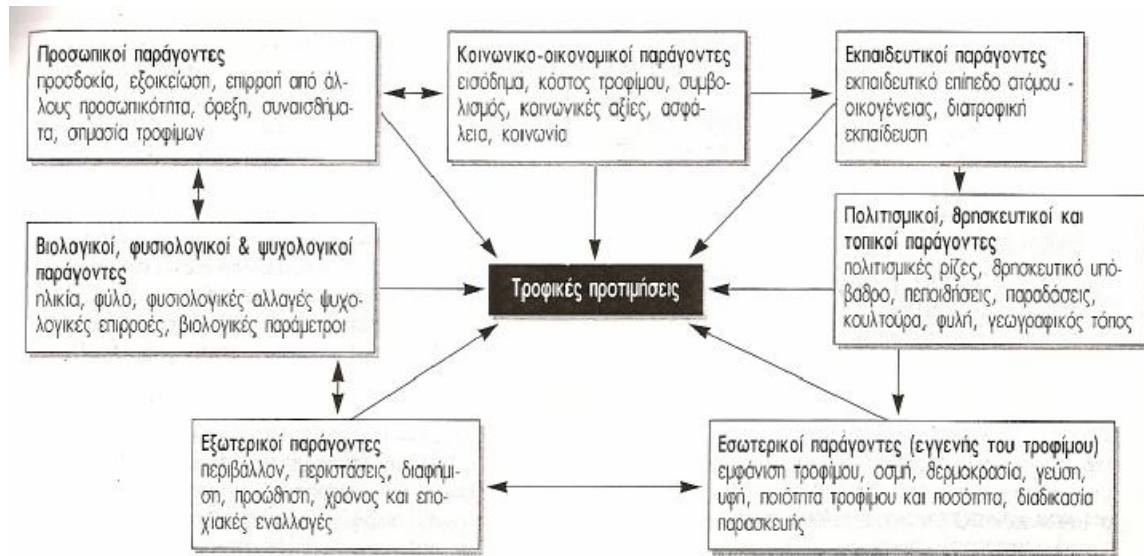 Προσωπικοί παράγοντες
προσδοκία, εξοικείωση, επιρροή από άλ-
λους προσωπικότητα, όρεξη, συναισθήμα-
τα, σημασία τροφίμων
Κοινωνικο-οικονομικοί παράγοντες
εισόδημα, κόστος τροφίμου, συμβο-
λισμός, κοινωνικές αξίες, ασφά-
λεια, κοινωνία
Εκπαιδευτικοί παράγοντες
εκπαιδευτικό επίπεδο ατόμου -
οικογένειας, διατροφική
εκπαίδευση
Βιολογικοί, φυσιολογικοί & ψυχολογικοί
παράγοντες
ηλικία, φύλο, φυσιολογικές αλλαγές ψυχο-
λογικές επιρροές, βιολογικές παράμετροι
Τροφικές προτιμήσεις
Πολιτισμικοί, θρησκευτικοί και
τοπικοί παράγοντες
πολιτισμικές ρίζες, θρησκευτικό υπό-
βαθρο, πεποιθήσεις, παραδόσεις,
κουλτούρα, φυλή, γεωγραφικός τόπος
Εξωτερικοί παράγοντες
περιβάλλον, περιστάσεις, διαφήμι-
ση, προώθηση, χρόνος και επο-
χιακές εναλλαγές
Εσωτερικοί παράγοντες (εγγενής του τροφίμου)
εμφάνιση τροφίμου, οσμή, θερμοκρασία, γεύση,
υφή, ποιότητα τροφίμου και ποσότητα, διαδικασία
παρασκευής